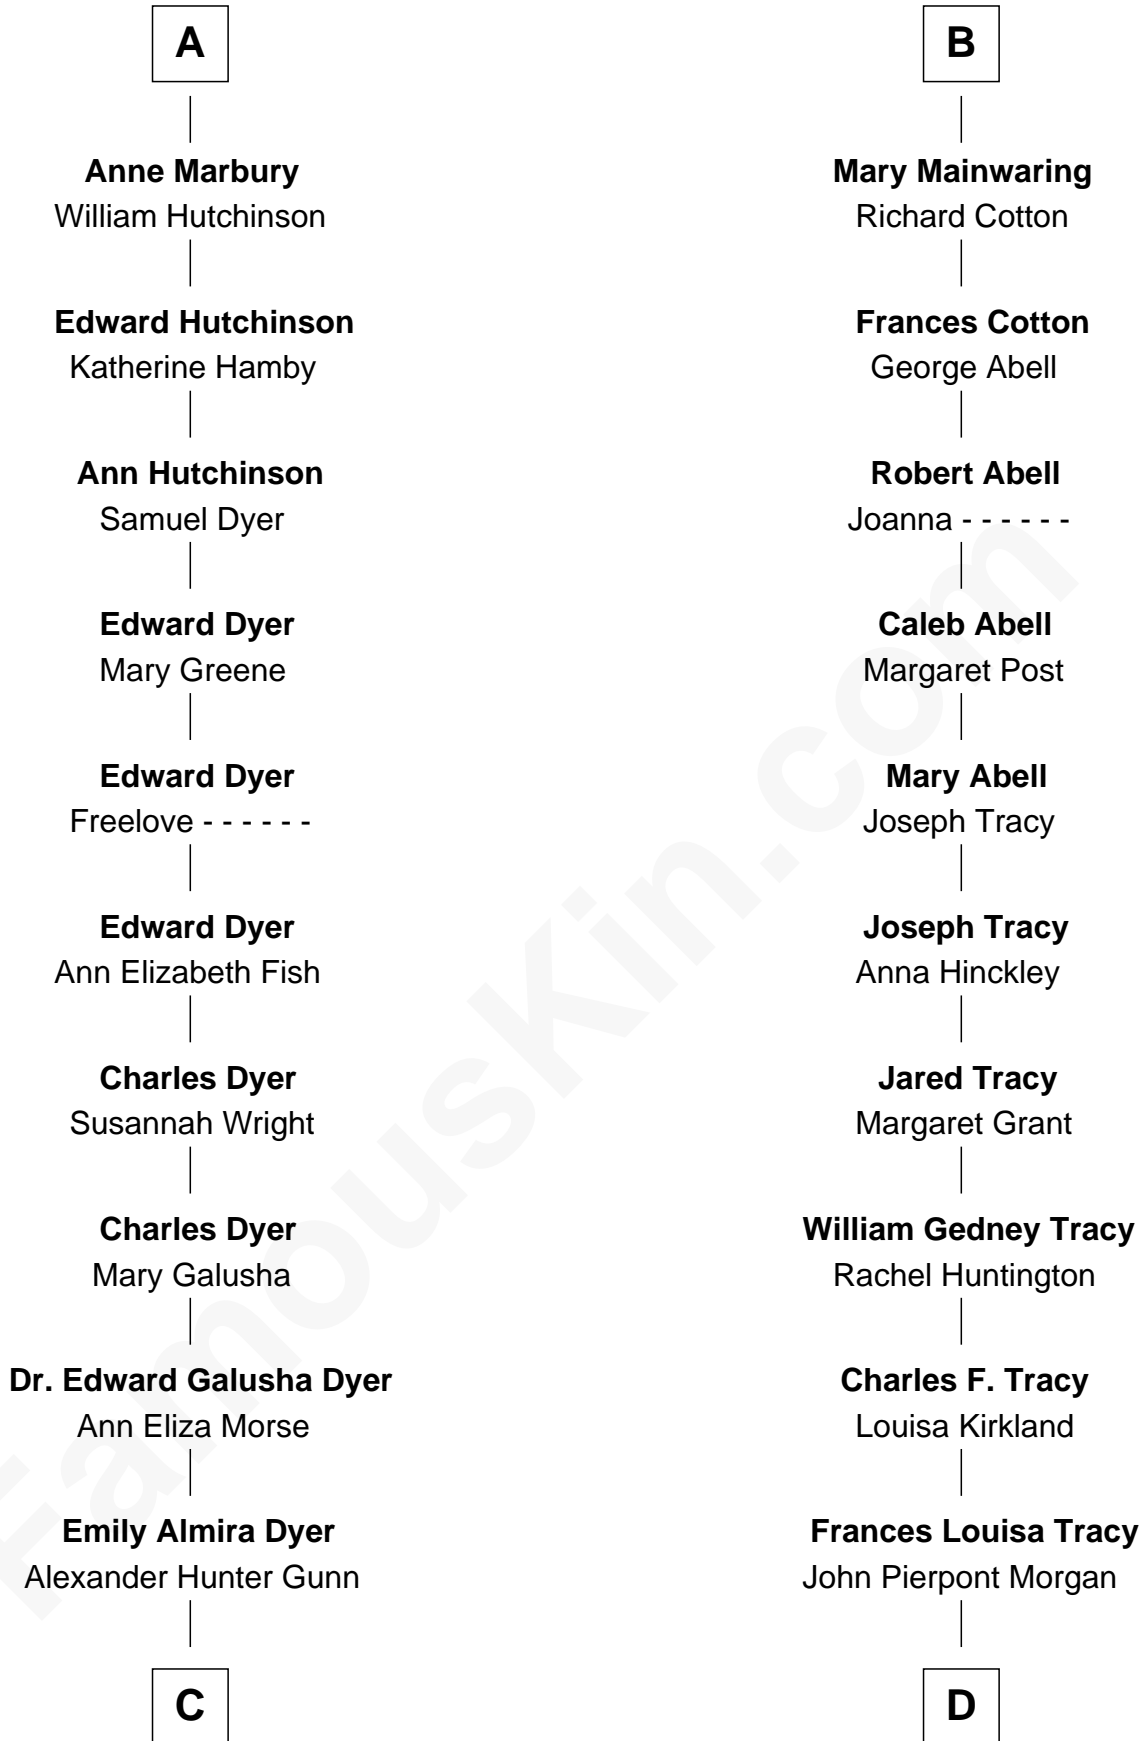 A
Anne Marbury
William Hutchinson
Edward Hutchinson
Katherine Hamby
Ann Hutchinson
Samuel Dyer
Edward Dyer
Mary Greene
Edward Dyer
Freelove - - - - - -
Edward Dyer
Ann Elizabeth Fish
Charles Dyer
Susannah Wright
Charles Dyer
Mary Galusha
Dr. Edward Galusha Dyer
Ann Eliza Morse
Emily Almira Dyer
Alexander Hunter Gunn
C
B
Mary Mainwaring
Richard Cotton
Frances Cotton
George Abell
Robert Abell
Joanna - - - - - -
Caleb Abell
Margaret Post
Mary Abell
Joseph Tracy
Joseph Tracy
Anna Hinckley
Jared Tracy
Margaret Grant
William Gedney Tracy
Rachel Huntington
Charles F. Tracy
Louisa Kirkland
Frances Louisa Tracy
John Pierpont Morgan
D
FamousKin.com